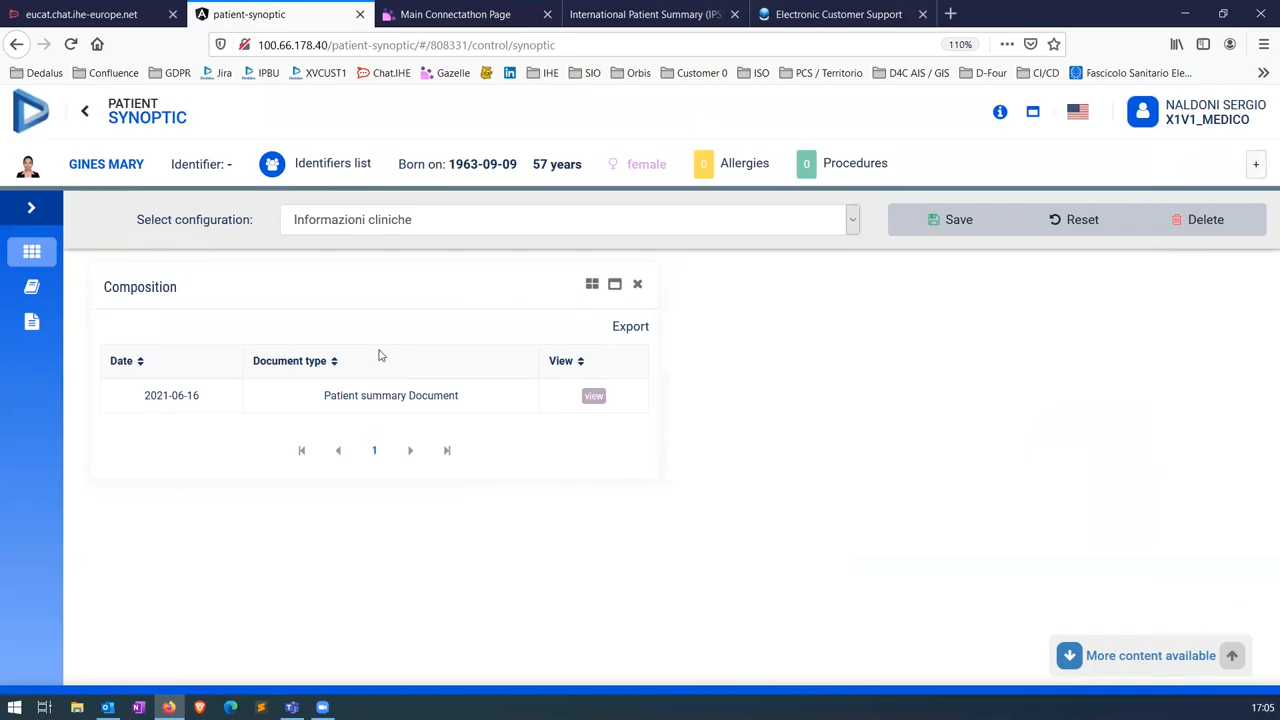 eucat.chat.ihe-europe.net
patient-synoptic
Main Connectathon Page
International Patient Summary (IPS
Electronic Customer Support
100.66.178.40/patient-synoptic/#/808331/control/synoptic
110%
Dedalus
Confluence
GDPR
Jira
IPBU
XVCUST1
Chat.IHE
Gazelle
IHE
SIO
Orbis
Customer 0
ISO
PCS / Territorio
D4C AIS / GIS
D-Four
CI/CD
Fascicolo Sanitario Ele...
PATIENT
SYNOPTIC
NALDONI SERGIO
X1V1_MEDICO
GINES MARY
Identifier: -
Identifiers list
Born on: 1963-09-09
57 years
female
0 Allergies
0 Procedures
+
Select configuration:
Informazioni cliniche
Save
Reset
Delete
Composition
Export
Date
Document type
View
2021-06-16
Patient summary Document
view
1
More content available
17:05